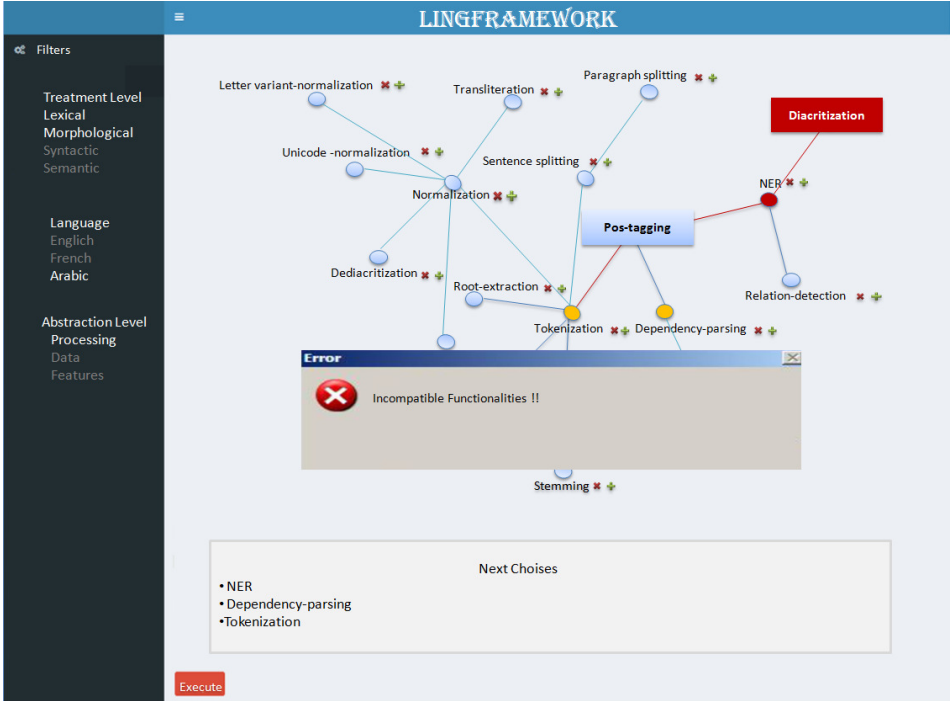 ≡ LINGFRAMEWORK
Filters
Treatment Level
Lexical
Morphological
Syntactic
Semantic
Language
Englich
French
Arabic
Abstraction Level
Processing
Data
Features
Letter variant-normalization
Transliteration
Paragraph splitting
Diacritization
Unicode -normalization
Sentence splitting
NER
Normalization
Pos-tagging
Dediacritization
Root-extraction
Relation-detection
Tokenization
Dependency-parsing
Error
Incompatible Functionalities !!
Stemming
Next Choises
• NER
• Dependency-parsing
•Tokenization
Execute